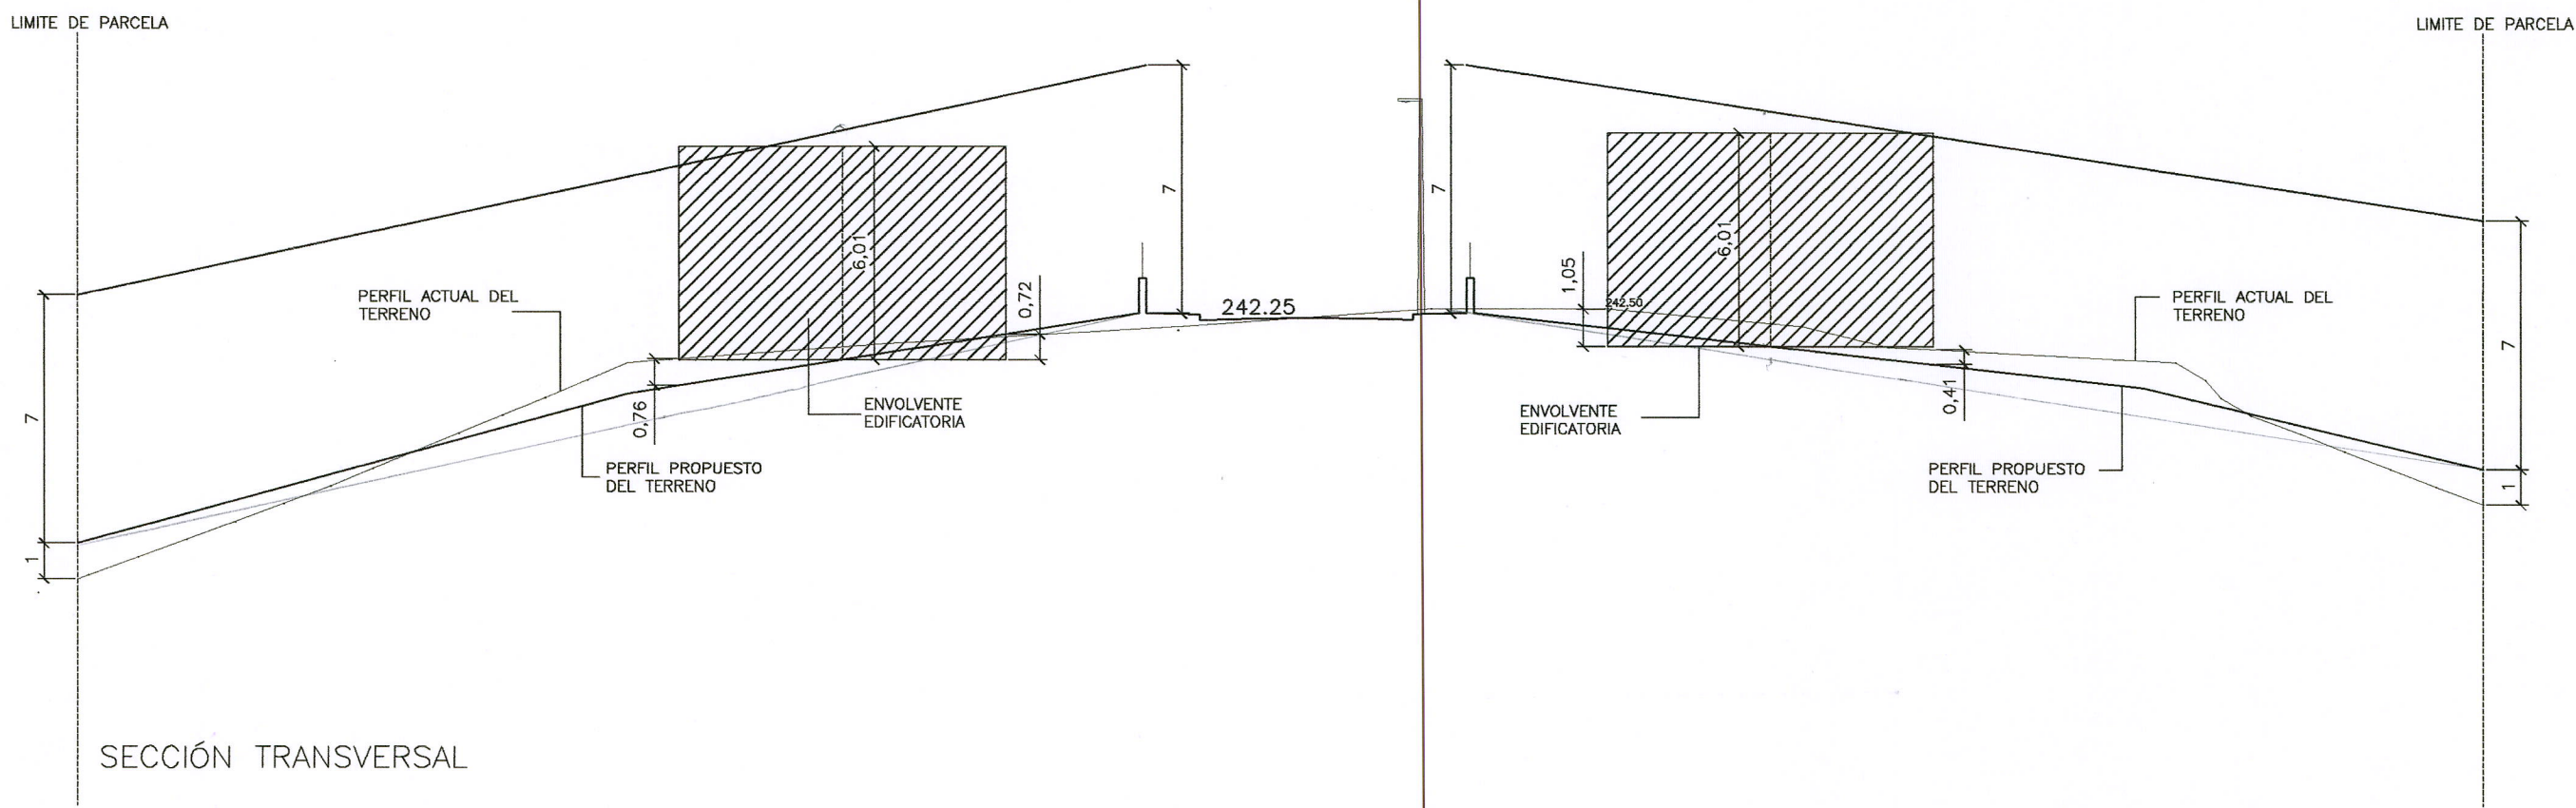 LIMITE DE PARCELA
LIMITE DE PARCELA
7
7
6,01
6,01
1,05
0,72
242.25
242.50
PERFIL ACTUAL DEL
TERRENO
PERFIL ACTUAL DEL
TERRENO
7
7
0,76
0,41
ENVOLVENTE
EDIFICATORIA
ENVOLVENTE
EDIFICATORIA
PERFIL PROPUESTO
DEL TERRENO
PERFIL PROPUESTO
DEL TERRENO
1
1
SECCIÓN TRANSVERSAL